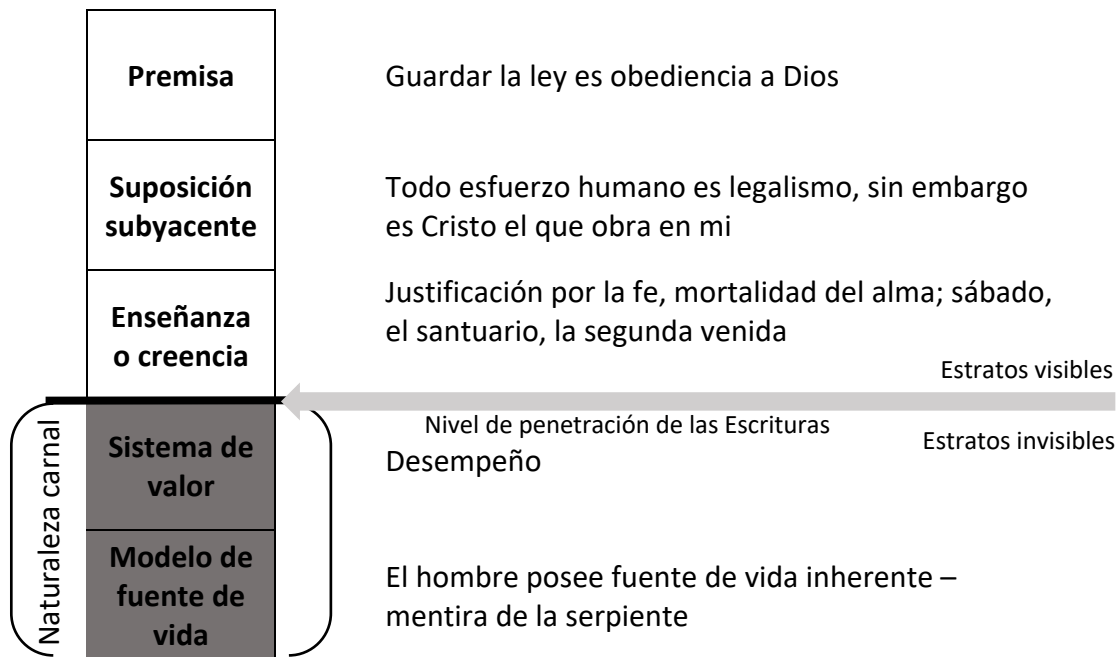 Premisa
Guardar la ley es obediencia a Dios
Suposición
subyacente
Todo esfuerzo humano es legalismo, sin embargo
es Cristo el que obra en mi
Enseñanza
o creencia
Justificación por la fe, mortalidad del alma; sábado,
el santuario, la segunda venida
Estratos visibles
Nivel de penetración de las Escrituras
Estratos invisibles
Naturaleza carnal
Sistema de
valor
Desempeño
Modelo de
fuente de
vida
El hombre posee fuente de vida inherente –
mentira de la serpiente